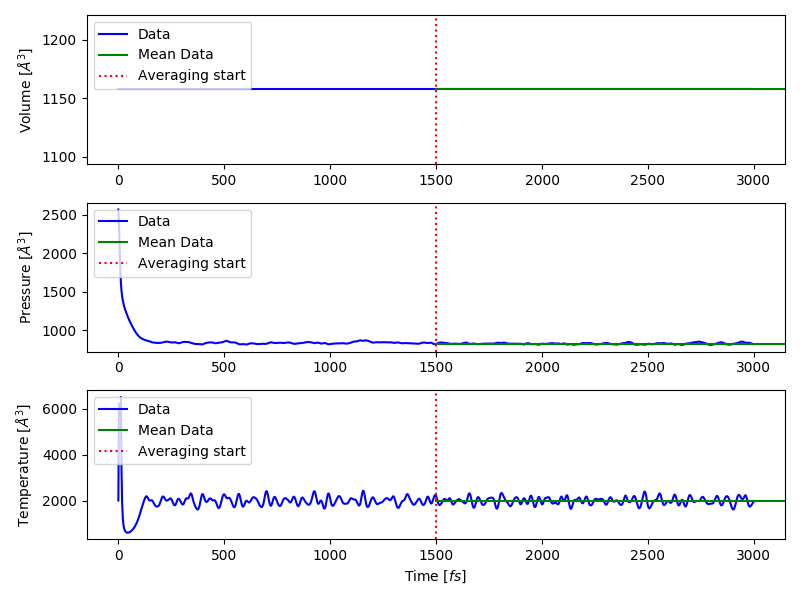 Volume [Å³]
1200
1150
1100
Data
Mean Data
Averaging start
0 500 1000 1500 2000 2500 3000
Pressure [Å³]
2500
2000
1500
1000
Data
Mean Data
Averaging start
0 500 1000 1500 2000 2500 3000
Temperature [Å³]
6000
4000
2000
Data
Mean Data
Averaging start
0 500 1000 1500 2000 2500 3000
Time [fs]